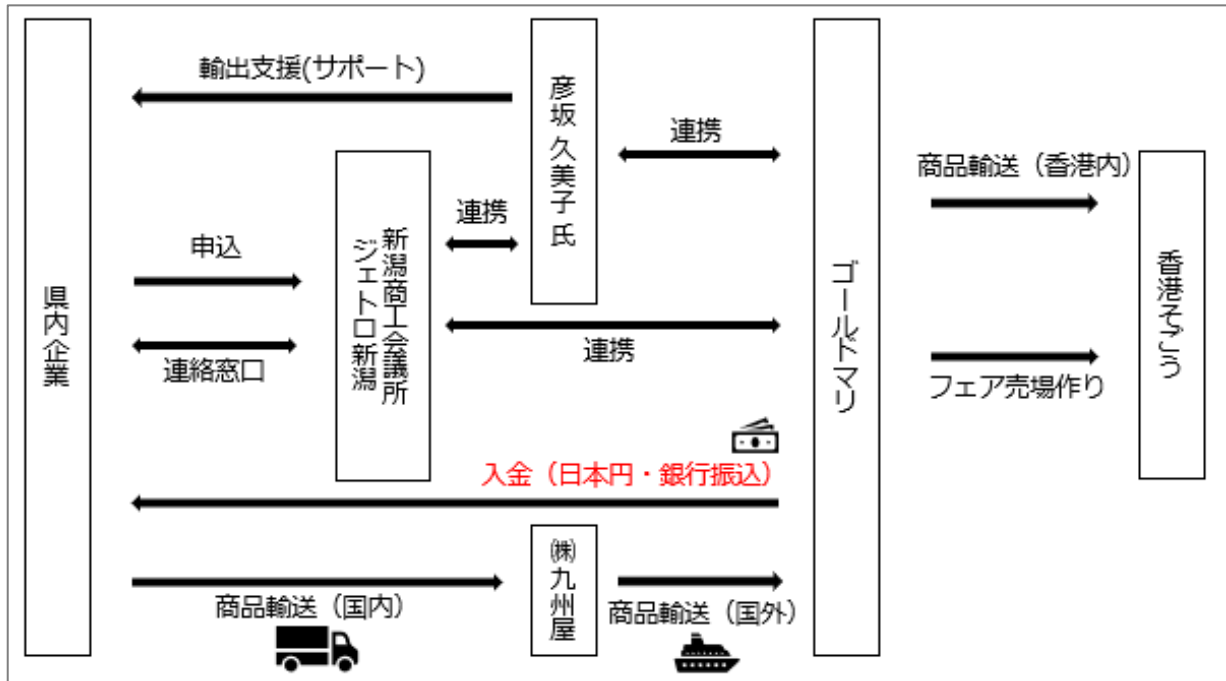 輸出支援(サポート)
彦坂 久美子 氏
連携
商品輸送（香港内）
連携
新潟商工会議所
ジェトロ新潟
申込
県内企業
連絡窓口
連携
ゴールドマリ
香港そごう
フェア売場作り
入金（日本円・銀行振込）
㈱九州屋
商品輸送（国内）
商品輸送（国外）